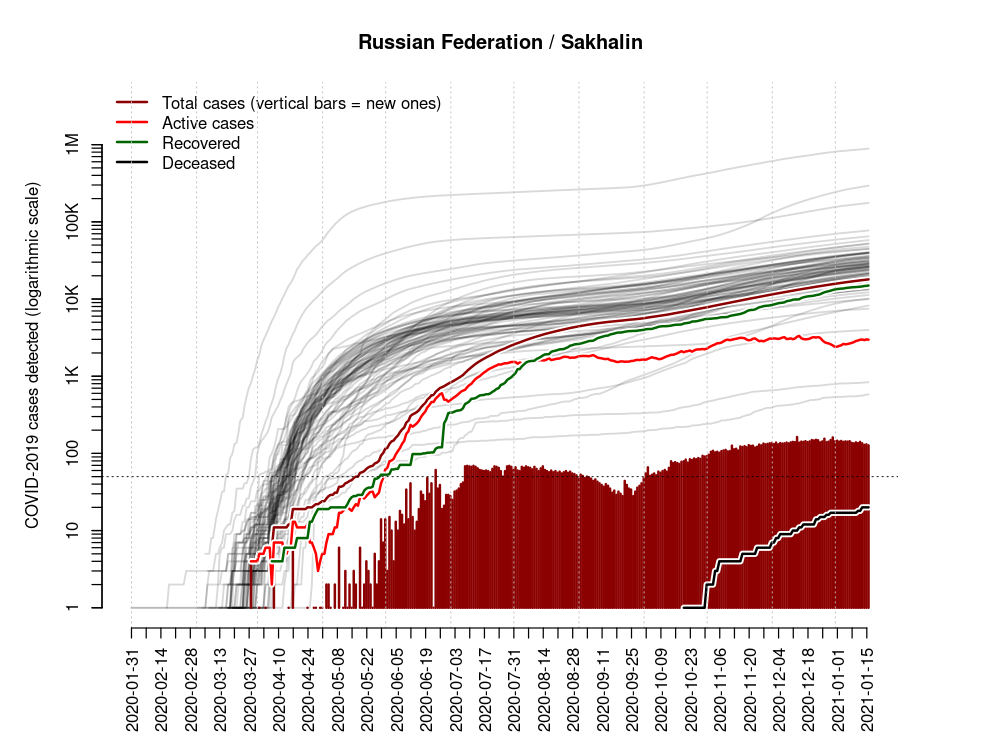 Russian Federation / Sakhalin
Total cases (vertical bars = new ones)
Active cases
Recovered
Deceased
COVID-2019 cases detected (logarithmic scale)
1M
100K
10K
1K
100
10
1
2020-01-31
2020-02-14
2020-02-28
2020-03-13
2020-03-27
2020-04-10
2020-04-24
2020-05-08
2020-05-22
2020-06-05
2020-06-19
2020-07-03
2020-07-17
2020-07-31
2020-08-14
2020-08-28
2020-09-11
2020-09-25
2020-10-09
2020-10-23
2020-11-06
2020-11-20
2020-12-04
2020-12-18
2021-01-01
2021-01-15